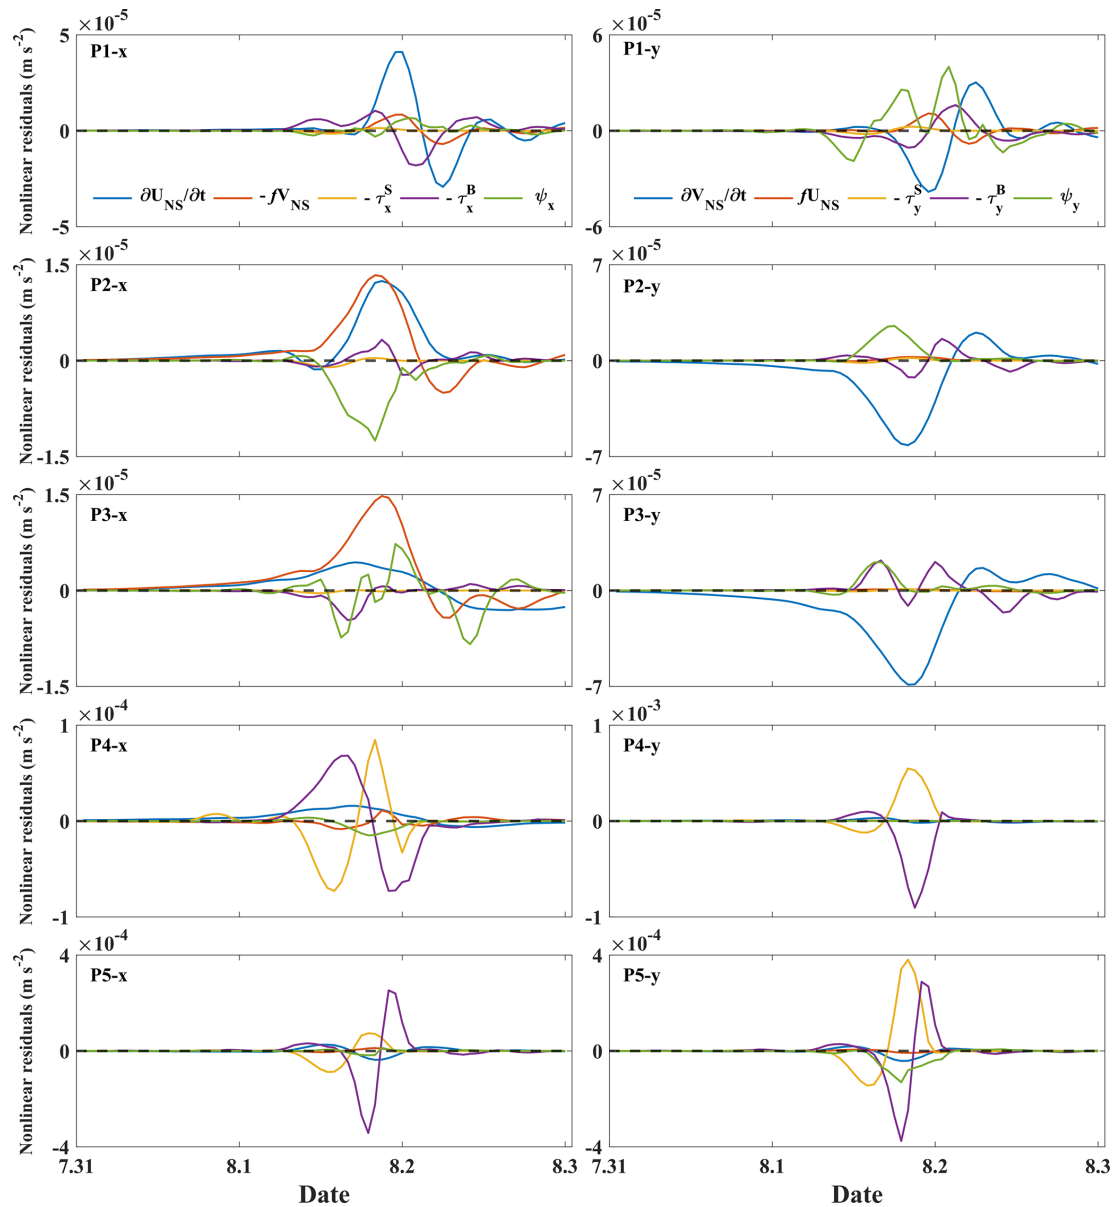 ×10⁻⁵
Nonlinear residuals (m s⁻²)
5
0
-5
P1-x
∂U_NS/∂t
-fV_NS
-τ_x^S
-τ_x^B
ψ_x
×10⁻⁵
6
0
-6
P1-y
∂V_NS/∂t
fU_NS
-τ_y^S
-τ_y^B
ψ_y
×10⁻⁵
Nonlinear residuals (m s⁻²)
1.5
0
-1.5
P2-x
×10⁻⁵
7
0
-7
P2-y
×10⁻⁵
Nonlinear residuals (m s⁻²)
1.5
0
-1.5
P3-x
×10⁻⁵
7
0
-7
P3-y
×10⁻⁴
Nonlinear residuals (m s⁻²)
1
0
-1
P4-x
×10⁻³
1
0
-1
P4-y
×10⁻⁴
Nonlinear residuals (m s⁻²)
4
0
-4
P5-x
7.31
8.1
8.2
8.3
Date
×10⁻⁴
4
0
-4
P5-y
7.31
8.1
8.2
8.3
Date